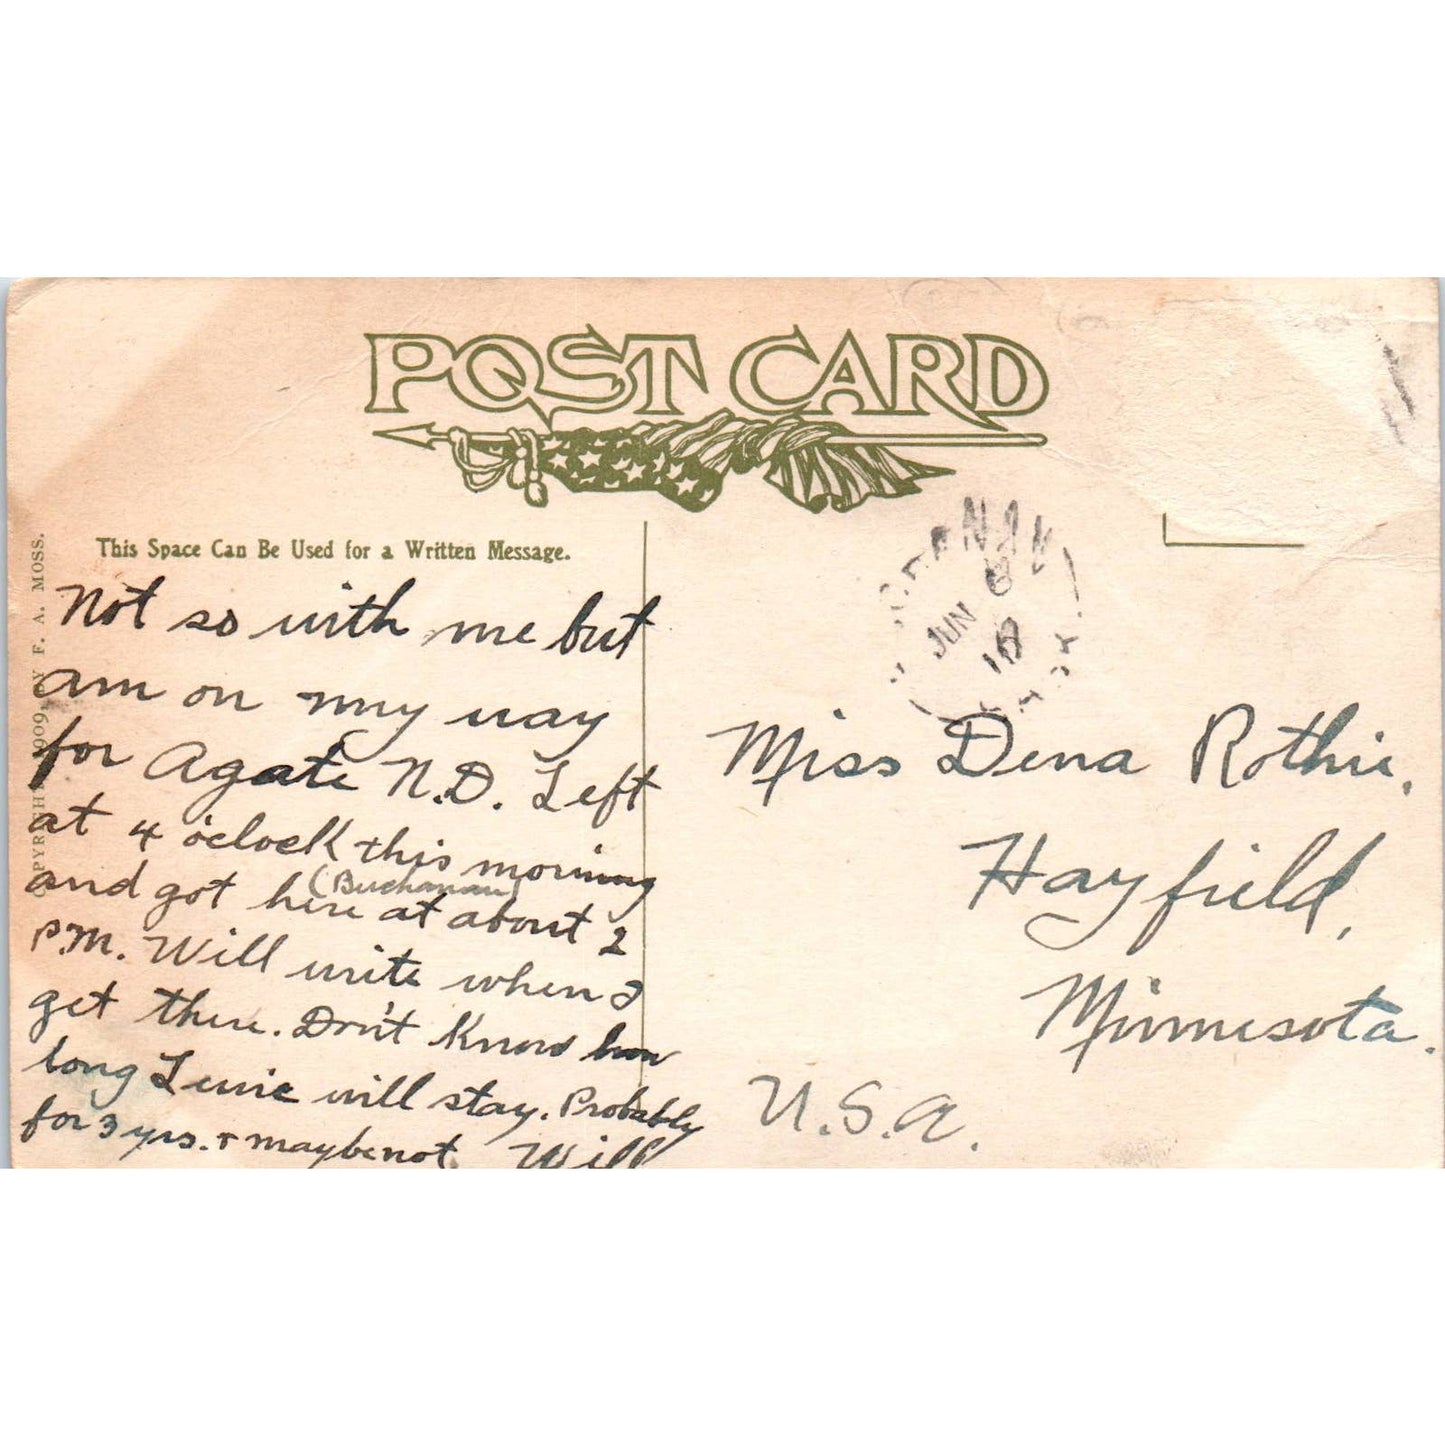 POST CARD
This Space Can Be Used for a Written Message.
COPYRIGHT 1909, BY F. A. MOSS.
Not so with me but
am on my way
for Agate N.D. Left
at 4 o'clock this morning
and got here (Buchanan) at about 2
P.M. Will write when I
get there. Don't Know how
long Lewie will stay. Probably
for 3 yrs. & maybe not. Will
JUN 8
10
SASK.
Miss Dena Rothie.
Hayfield,
Minnesota.
U.S.A.